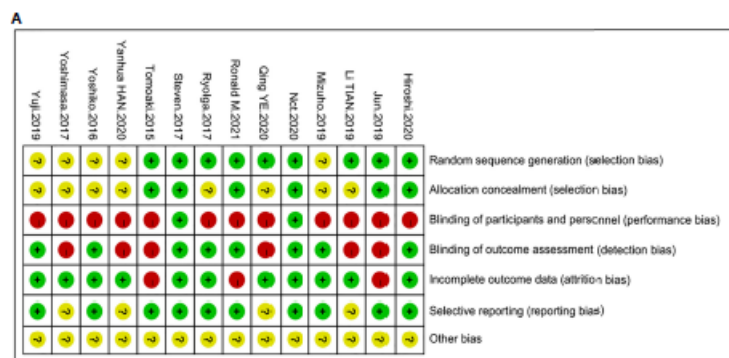 A
Yuji.2019
Yoshimasa.2017
Yoshiko.2016
Yanhua HAN.2020
Tomoaki.2015
Steven.2017
Ryolga.2017
Ronald M.2021
Qing YE.2020
Nct.2020
Mizuho.2019
Li TIAN.2019
Jun.2019
Hiroshi.2020
? ? ? ? + + + + + + ? + + + Random sequence generation (selection bias)
? ? ? ? + + ? + ? + ? ? + + Allocation concealment (selection bias)
- - - - - + - - - + - - - - Blinding of participants and personnel (performance bias)
+ - + - - + + + - + + - - + Blinding of outcome assessment (detection bias)
+ + + + - + + - + + + + - + Incomplete outcome data (attrition bias)
+ ? + ? + + + + ? + + ? + + Selective reporting (reporting bias)
? ? ? ? ? ? ? ? ? ? ? ? ? ? Other bias